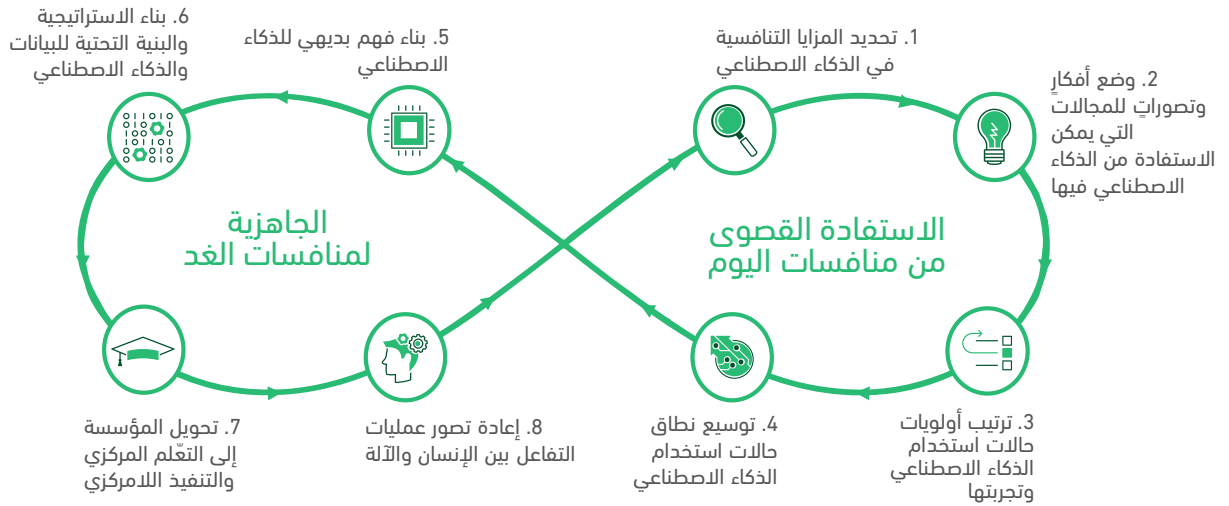 1. تحديد المزايا التنافسية
في الذكاء الاصطناعي
2. وضع أفكارٍ
وتصوراتٍ للمجالات
التي يمكن
الاستفادة من الذكاء
الاصطناعي فيها
الاستفادة القصوى
من منافسات اليوم
3. ترتيب أولويات
حالات استخدام
الذكاء الاصطناعي
وتجربتها
4. توسيع نطاق
حالات استخدام
الذكاء الاصطناعي
5. بناء فهم بديهي للذكاء
الاصطناعي
6. بناء الاستراتيجية
والبنية التحتية للبيانات
والذكاء الاصطناعي
الجاهزية
لمنافسات الغد
7. تحويل المؤسسة
إلى التعّلم المركزي
والتنفيذ اللامركزي
8. إعادة تصور عمليات
التفاعل بين الإنسان والآلة